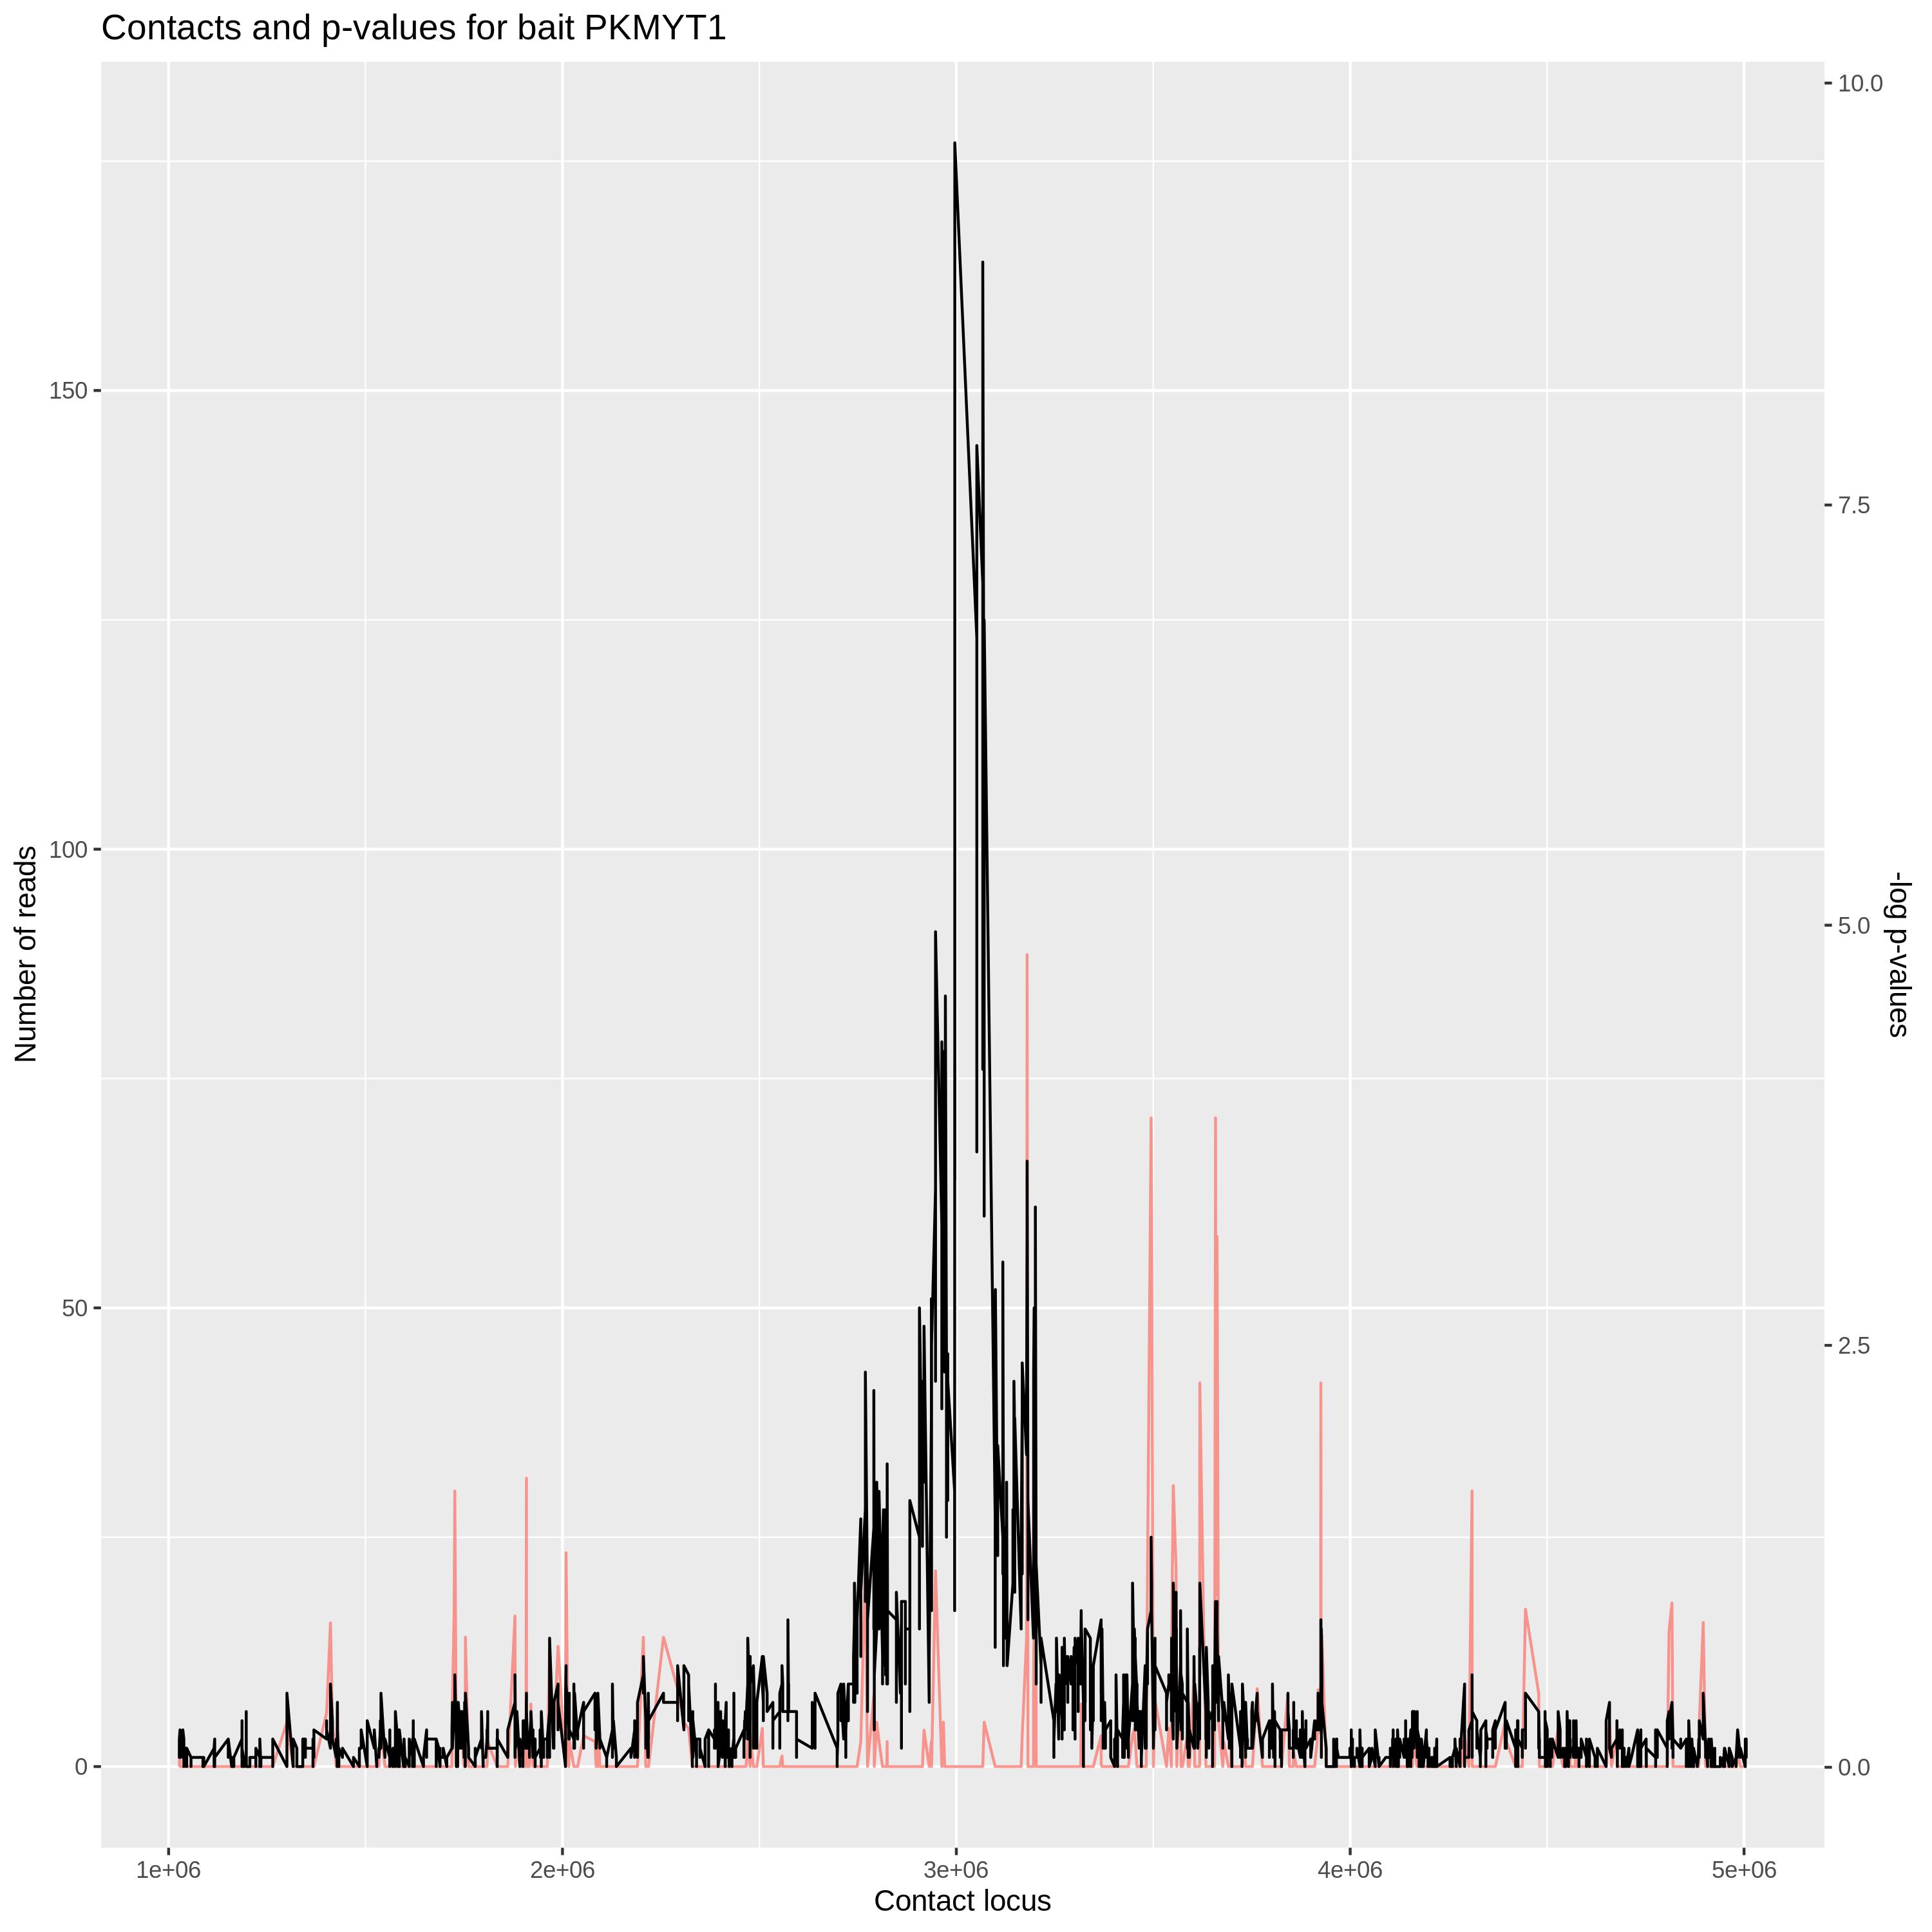 Contacts and p-values for bait PKMYT1
150
100
50
0
Number of reads
10.0
7.5
5.0
2.5
0.0
-log p-values
1e+06 2e+06 3e+06 4e+06 5e+06
Contact locus